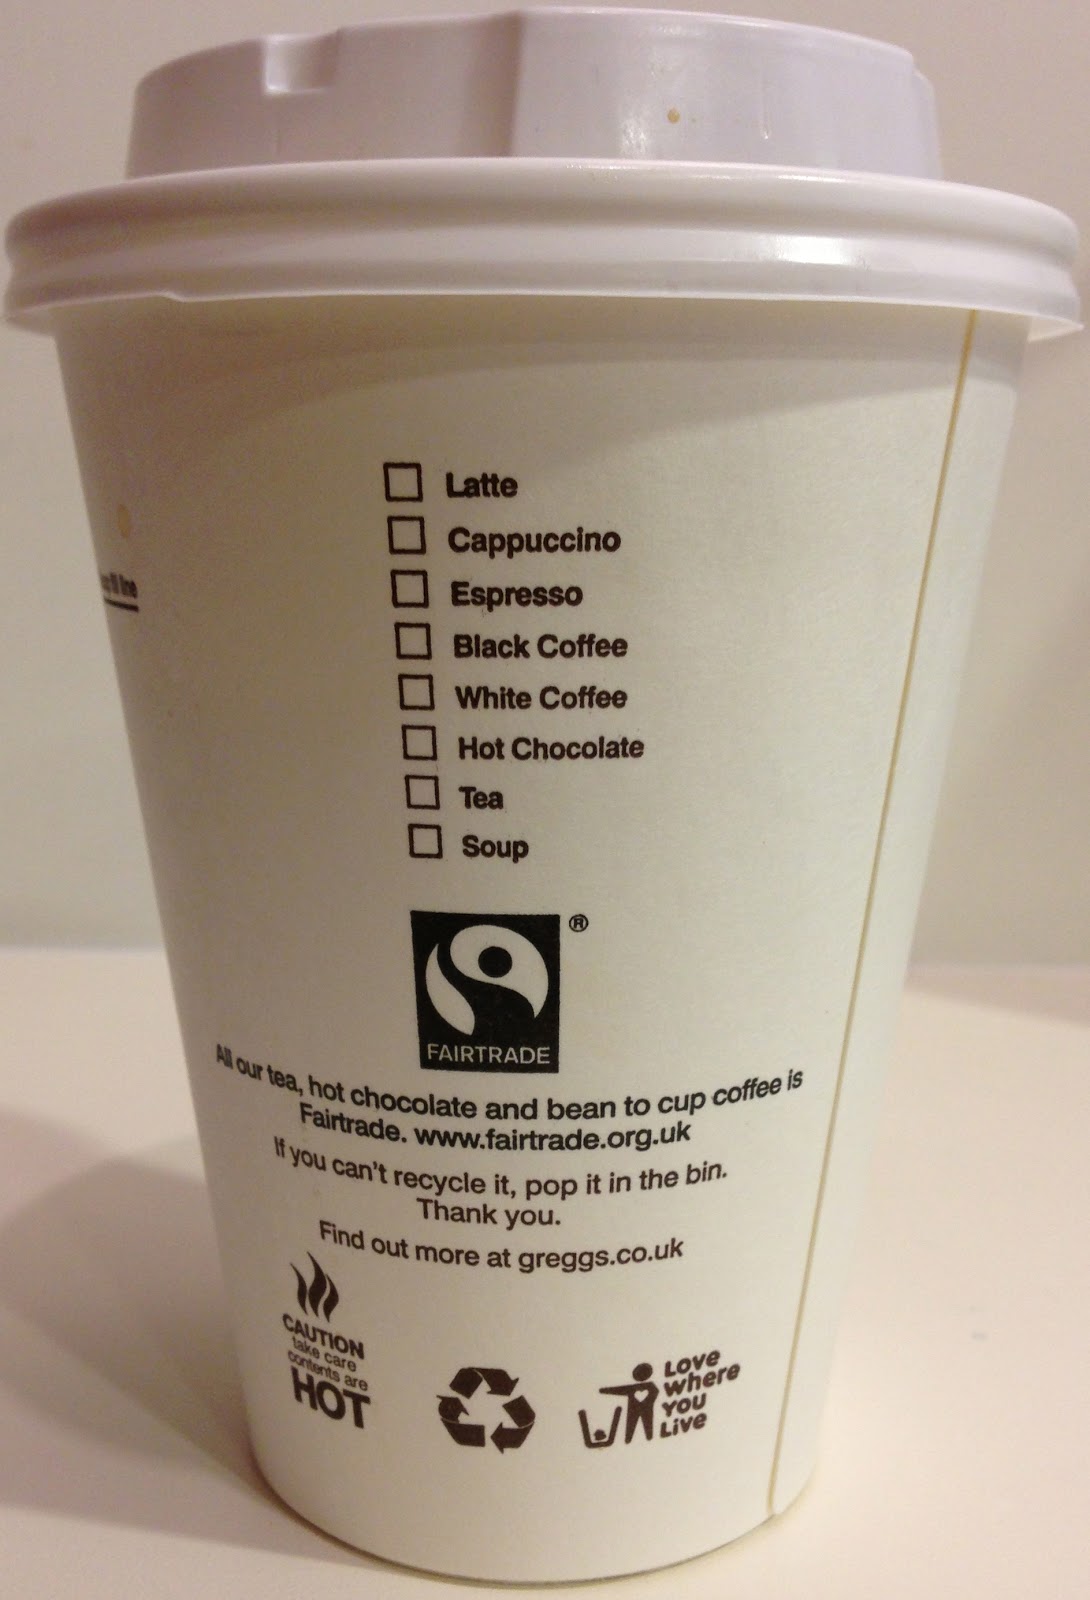 Latte
Cappuccino
Espresso
fill line
Black Coffee
White Coffee
Hot Chocolate
Tea
Soup
®
FAIRTRADE
All our tea, hot chocolate and bean to cup coffee is
Fairtrade. www.fairtrade.org.uk
If you can't recycle it, pop it in the bin.
Thank you.
Find out more at greggs.co.uk
CAUTION
take care
contents are
HOT
Love
where
you
Live